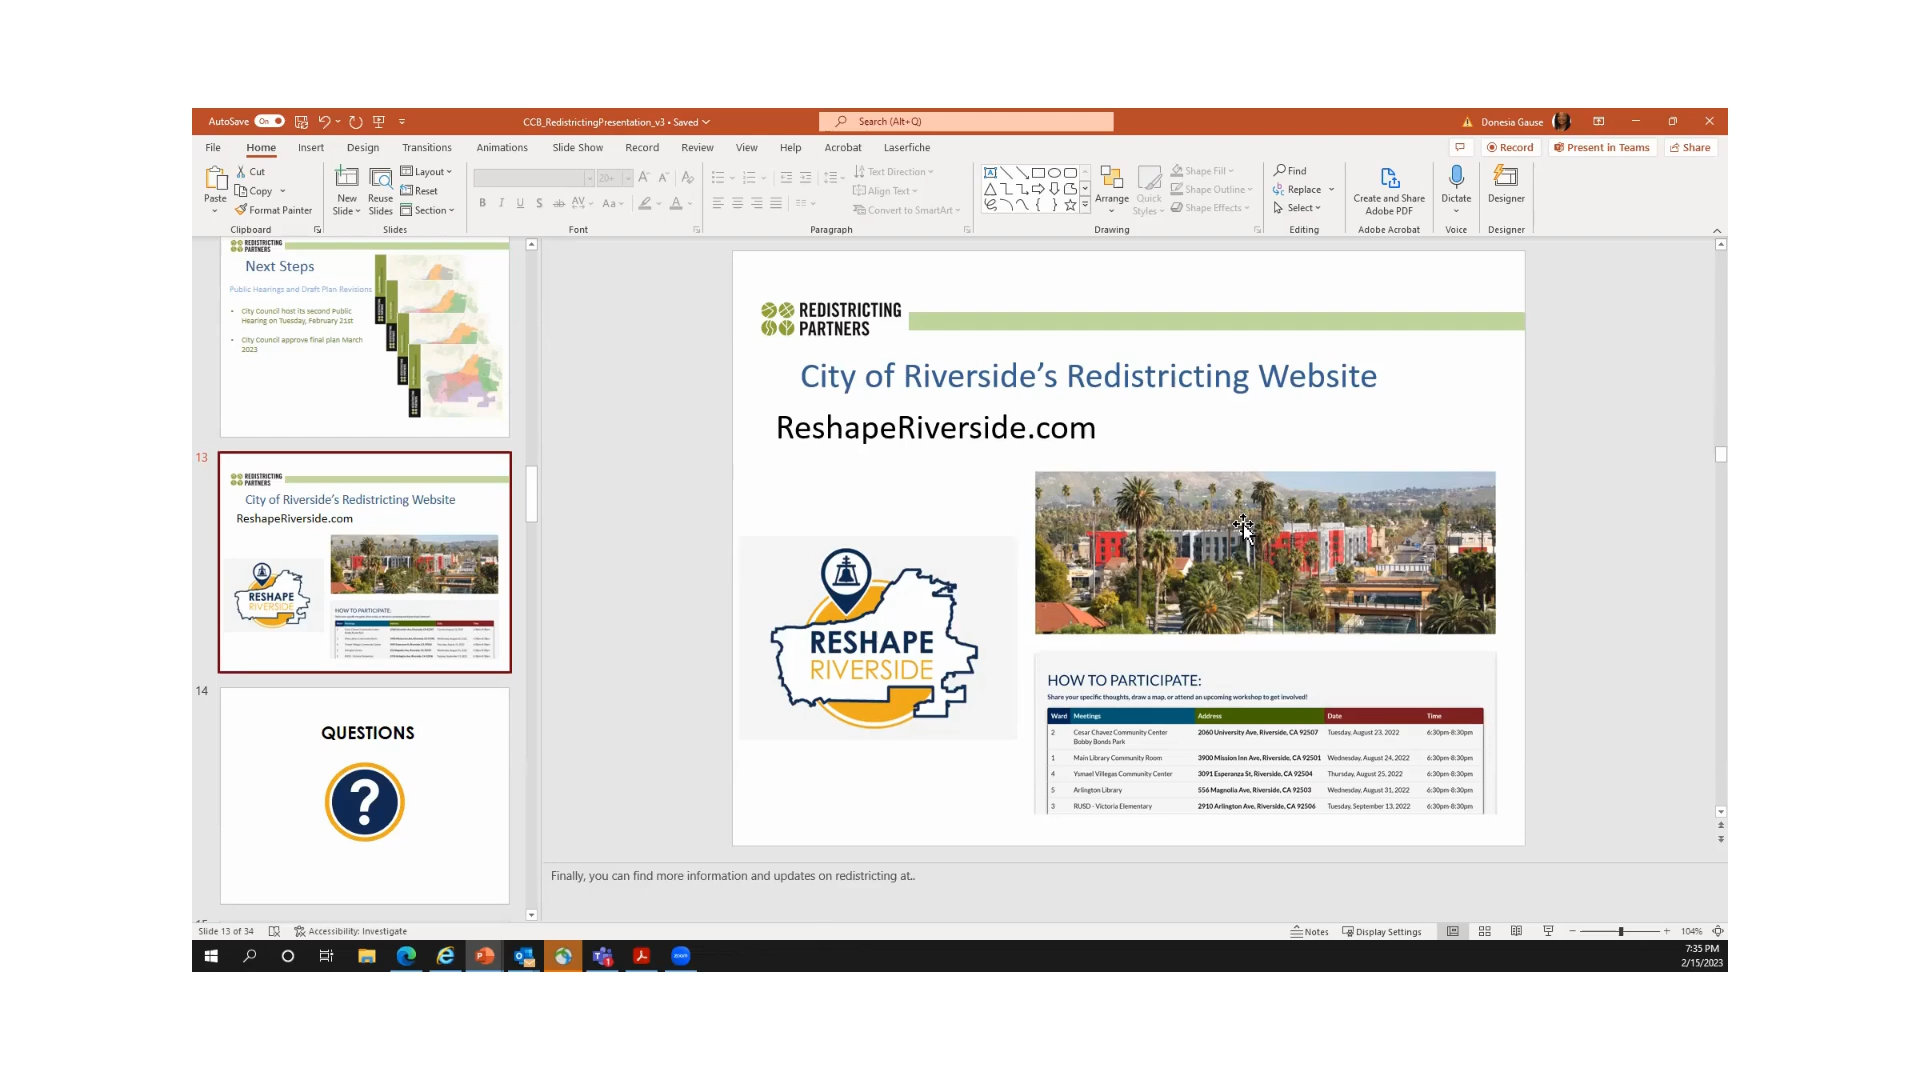 AutoSave On
CCB_RedistrictingPresentation_v3 • Saved
Search (Alt+Q)
Donesia Gause
File Home Insert Design Transitions Animations Slide Show Record Review View Help Acrobat Laserfiche
Record Present in Teams Share
Paste
Cut
Copy
Format Painter
Clipboard
New
Slide
Reuse
Slides
Layout
Reset
Section
Slides
20+
Font
Text Direction
Align Text
Convert to SmartArt
Paragraph
Arrange
Quick
Styles
Shape Fill
Shape Outline
Shape Effects
Drawing
Find
Replace
Select
Editing
Create and Share
Adobe PDF
Adobe Acrobat
Dictate
Voice
Designer
Designer
REDISTRICTING
PARTNERS
Next Steps
Public Hearings and Draft Plan Revisions
• City Council host its second Public
Hearing on Tuesday, February 21st
• City Council approve final plan March
2023
13
REDISTRICTING
PARTNERS
City of Riverside's Redistricting Website
ReshapeRiverside.com
RESHAPE
RIVERSIDE
HOW TO PARTICIPATE:
14
QUESTIONS
?
REDISTRICTING
PARTNERS
City of Riverside’s Redistricting Website
ReshapeRiverside.com
RESHAPE
RIVERSIDE
HOW TO PARTICIPATE:
Share your specific thoughts, draw a map, or attend an upcoming workshop to get involved!
Ward Meetings Address Date Time
2 Cesar Chavez Community Center 2060 University Ave, Riverside, CA 92507 Tuesday, August 23, 2022 6:30pm-8:30pm
Bobby Bonds Park
1 Main Library Community Room 3900 Mission Inn Ave, Riverside, CA 92501 Wednesday, August 24, 2022 6:30pm-8:30pm
4 Ysmael Villegas Community Center 3091 Esperanza St, Riverside, CA 92504 Thursday, August 25, 2022 6:30pm-8:30pm
5 Arlington Library 556 Magnolia Ave, Riverside, CA 92503 Wednesday, August 31, 2022 6:30pm-8:30pm
3 RUSD - Victoria Elementary 2910 Arlington Ave, Riverside, CA 92506 Tuesday, September 13, 2022 6:30pm-8:30pm
Finally, you can find more information and updates on redistricting at..
Slide 13 of 34 Accessibility: Investigate
Notes Display Settings 104%
7:35 PM
2/15/2023